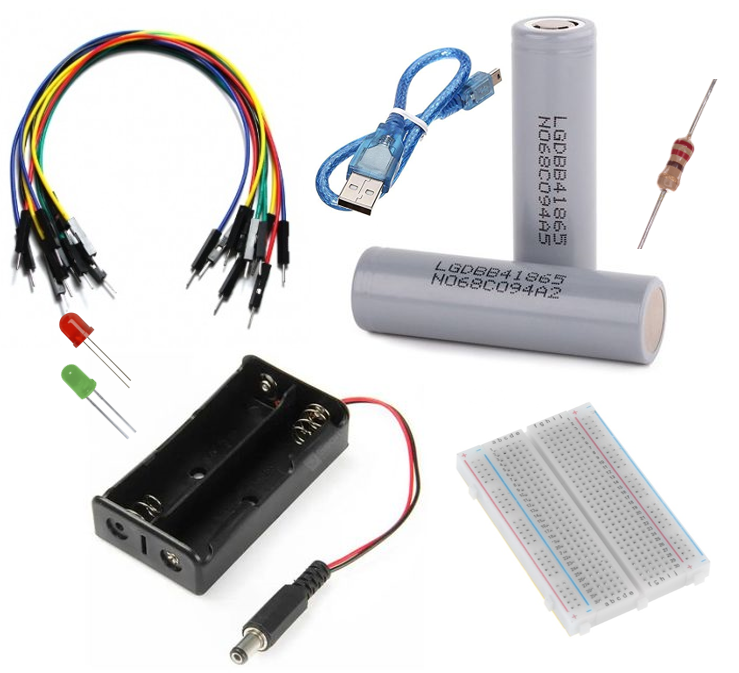 LGDBB41865
N068C094A5
LGDBB41865
N068C094A2
a b c d e
f g h i j
a b c d e
f g h i j